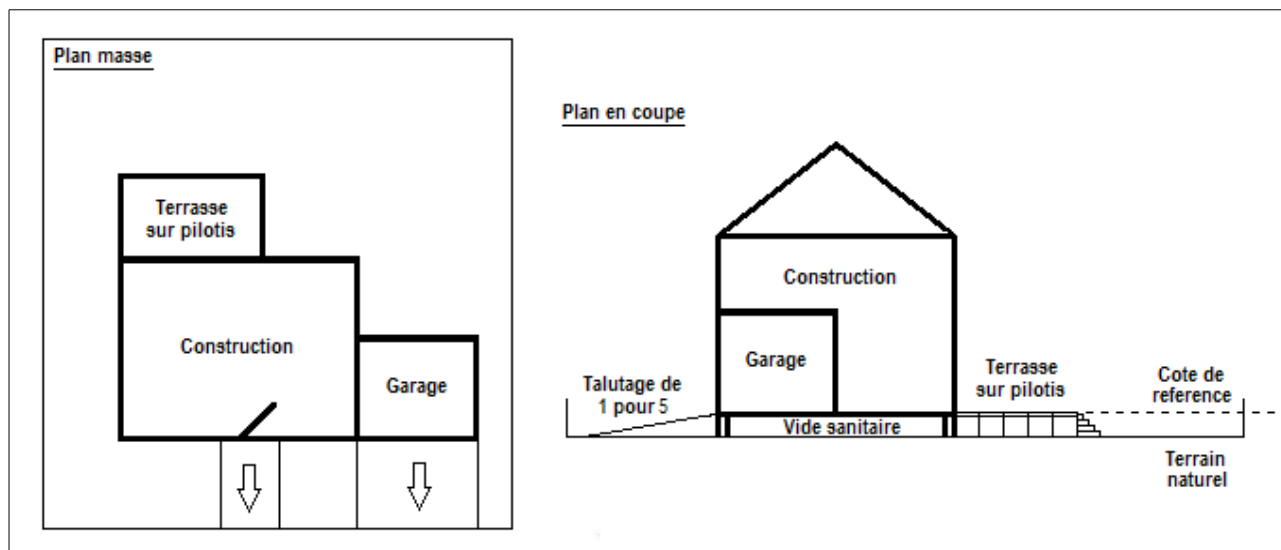 Plan masse
Terrasse
sur pilotis
Construction
Garage
Plan en coupe
Construction
Garage
Talutage de
1 pour 5
Vide sanitaire
Terrasse
sur pilotis
Cote de
reference
Terrain
naturel